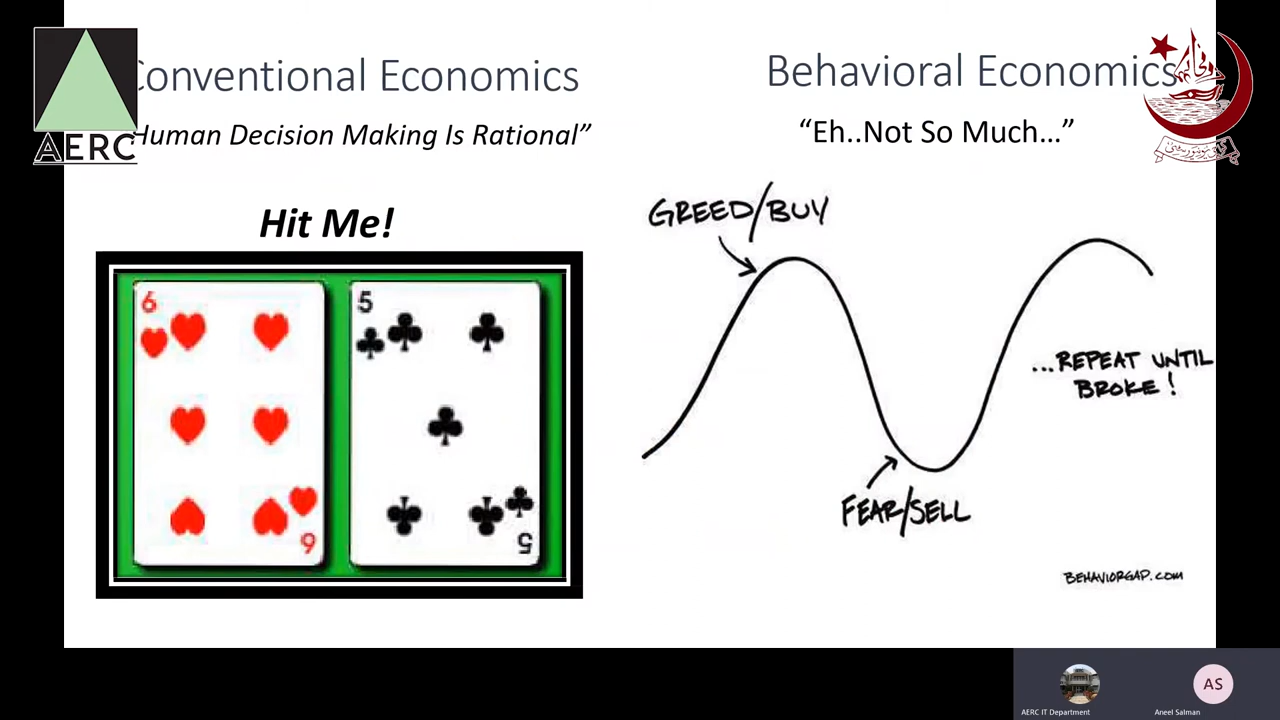 Conventional Economics
Human Decision Making Is Rational”
Hit Me!
6
5
6
5
Behavioral Economics
“Eh..Not So Much...”
GREED/BUY
...REPEAT UNTIL
BROKE!
FEAR/SELL
BEHAVIORGAP.COM
AERC
AERC IT Department
AS
Aneel Salman